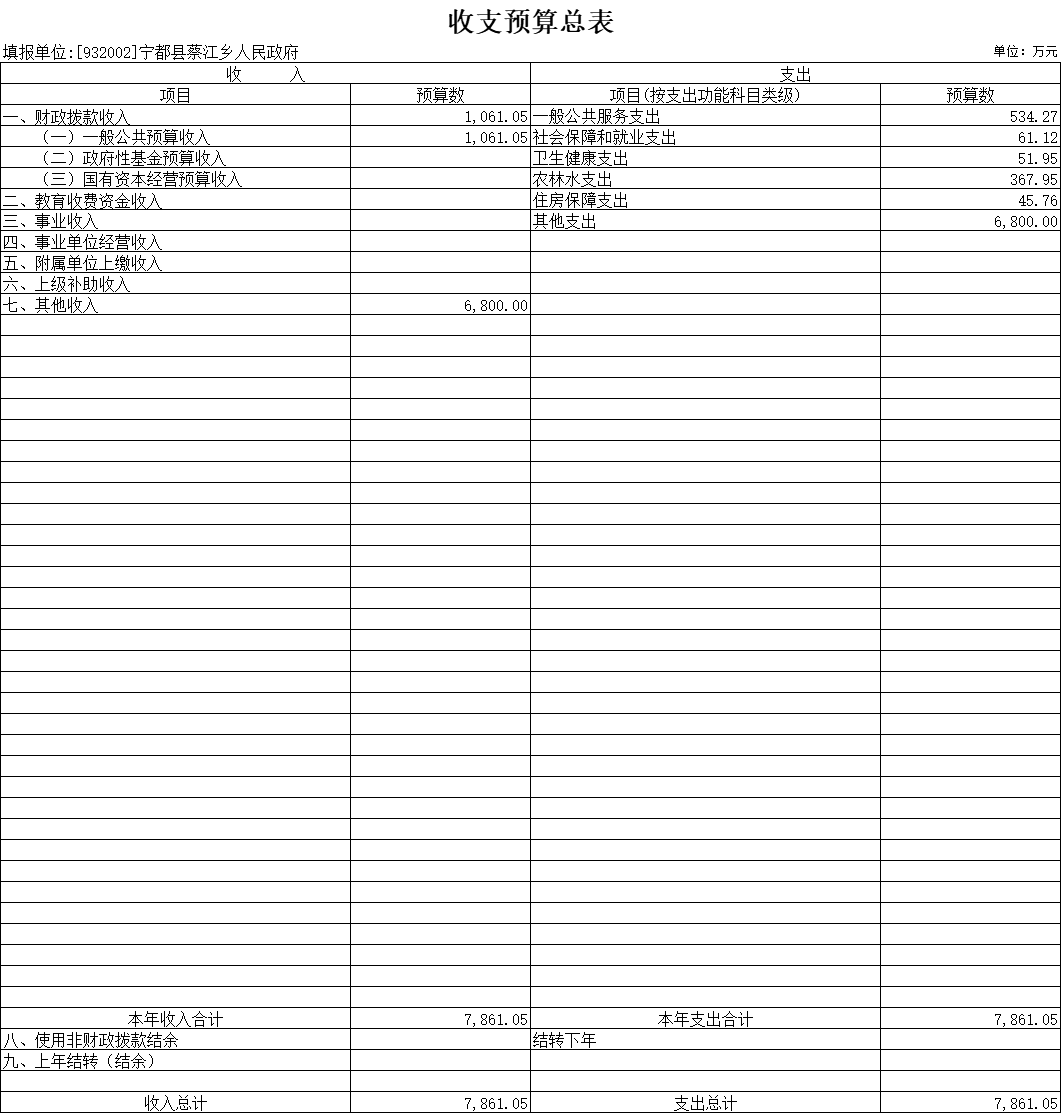 收支预算总表
填报单位:[932002]宁都县蔡江乡人民政府 单位：万元
收 入 支出
项目 预算数 项目(按支出功能科目类级) 预算数
一、财政拨款收入 1,061.05 一般公共服务支出 534.27
（一）一般公共预算收入 1,061.05 社会保障和就业支出 61.12
（二）政府性基金预算收入 卫生健康支出 51.95
（三）国有资本经营预算收入 农林水支出 367.95
二、教育收费资金收入 住房保障支出 45.76
三、事业收入 其他支出 6,800.00
四、事业单位经营收入
五、附属单位上缴收入
六、上级补助收入
七、其他收入 6,800.00
本年收入合计 7,861.05 本年支出合计 7,861.05
八、使用非财政拨款结余 结转下年
九、上年结转（结余）
收入总计 7,861.05 支出总计 7,861.05